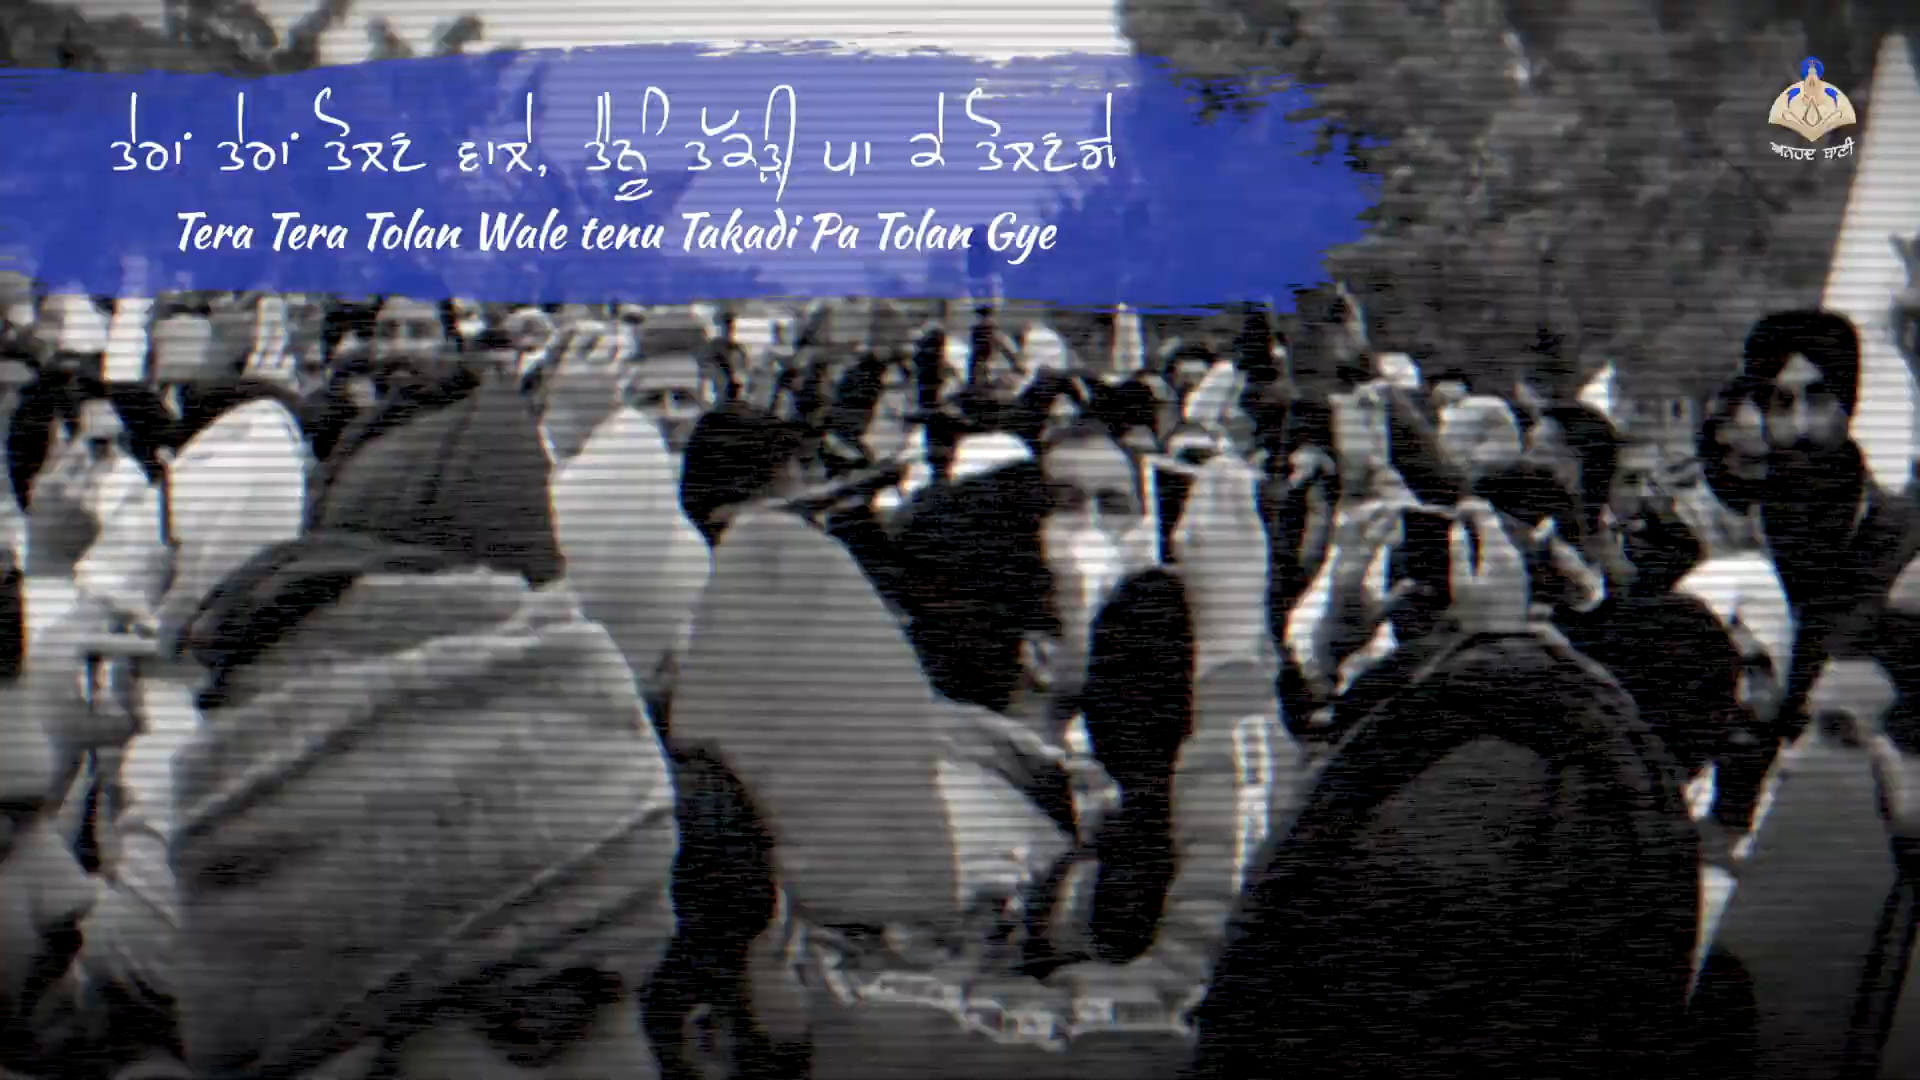 ਤੇਰਾਂ ਤੇਰਾਂ ਤੋਲਣ ਵਾਲੇ, ਤੈਨੂੰ ਤੱਕੜੀ ਪਾ ਕੇ ਤੋਲਣਗੇ
Tera Tera Tolan Wale tenu Takadi Pa Tolan Gye
ਅਨਹਦ ਬਾਣੀ